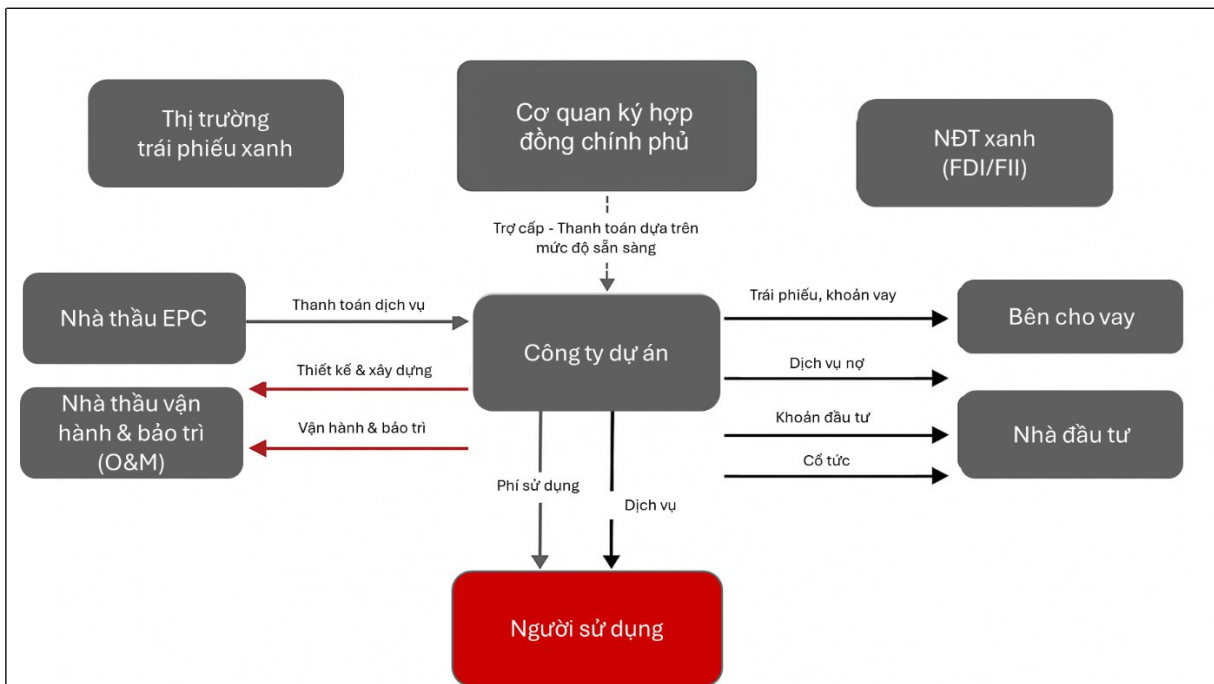 Thị trường
trái phiếu xanh
Cơ quan ký hợp
đồng chính phủ
NĐT xanh
(FDI/FII)
Trợ cấp - Thanh toán dựa trên
mức độ sẵn sàng
Nhà thầu EPC
Thanh toán dịch vụ
Công ty dự án
Trái phiếu, khoản vay
Bên cho vay
Thiết kế & xây dựng
Dịch vụ nợ
Nhà thầu vận
hành & bảo trì
(O&M)
Vận hành & bảo trì
Khoản đầu tư
Nhà đầu tư
Cổ tức
Phí sử dụng
Dịch vụ
Người sử dụng